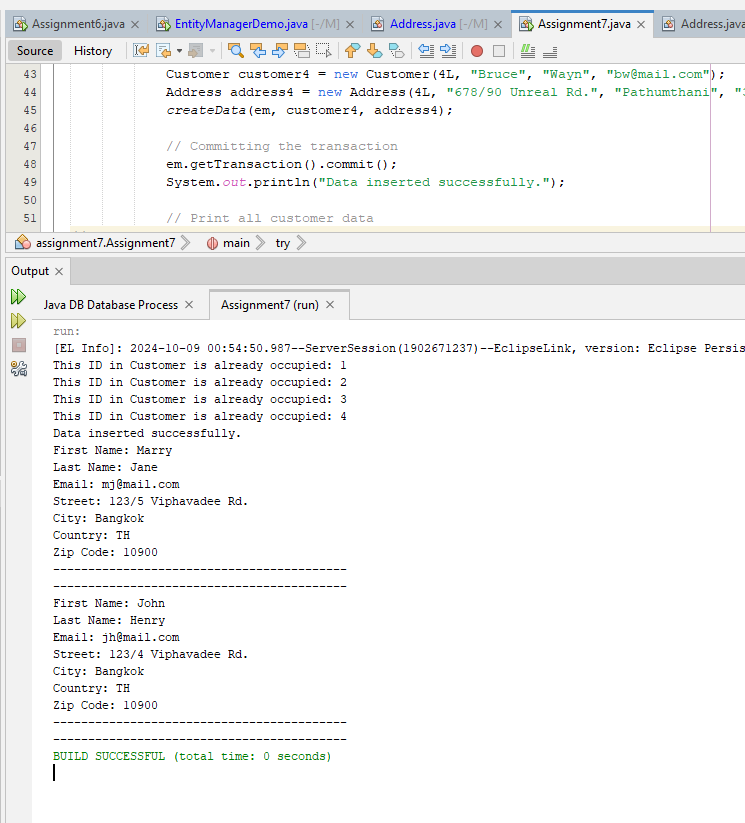 Assignment6.java EntityManagerDemo.java [-/M] Address.java [-/M] Assignment7.java Address.java
Source History
43 Customer customer4 = new Customer(4L, "Bruce", "Wayn", "bw@mail.com");
44 Address address4 = new Address(4L, "678/90 Unreal Rd.", "Pathumthani", "
45 createData(em, customer4, address4);
46
47 // Committing the transaction
48 em.getTransaction().commit();
49 System.out.println("Data inserted successfully.");
50
51 // Print all customer data
assignment7.Assignment7 main try
Output
Java DB Database Process Assignment7 (run)
run:
[EL Info]: 2024-10-09 00:54:50.987--ServerSession(1902671237)--EclipseLink, version: Eclipse Persis
This ID in Customer is already occupied: 1
This ID in Customer is already occupied: 2
This ID in Customer is already occupied: 3
This ID in Customer is already occupied: 4
Data inserted successfully.
First Name: Marry
Last Name: Jane
Email: mj@mail.com
Street: 123/5 Viphavadee Rd.
City: Bangkok
Country: TH
Zip Code: 10900
------------------------------------------
------------------------------------------
First Name: John
Last Name: Henry
Email: jh@mail.com
Street: 123/4 Viphavadee Rd.
City: Bangkok
Country: TH
Zip Code: 10900
------------------------------------------
------------------------------------------
BUILD SUCCESSFUL (total time: 0 seconds)